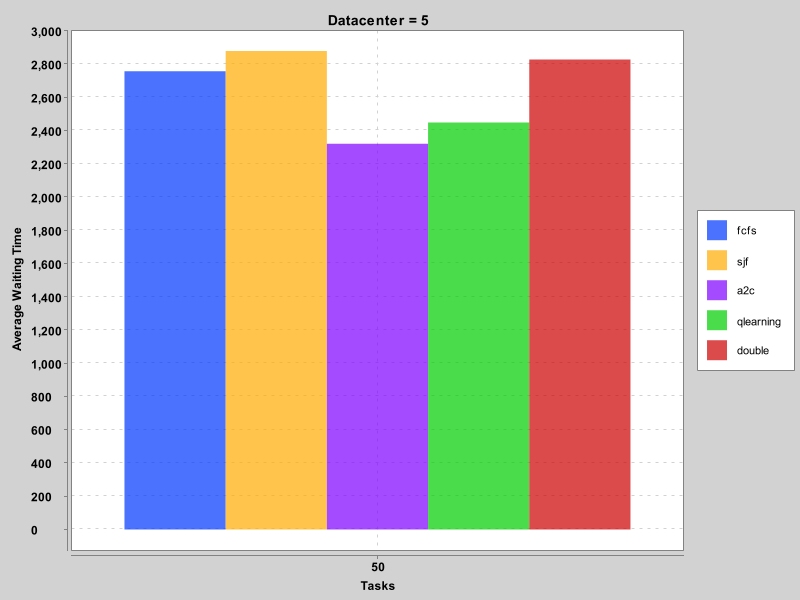 Datacenter = 5
3,000
2,800
2,600
2,400
2,200
2,000
1,800
1,600
1,400
1,200
1,000
800
600
400
200
0
Average Waiting Time
50
Tasks
fcfs
sjf
a2c
qlearning
double